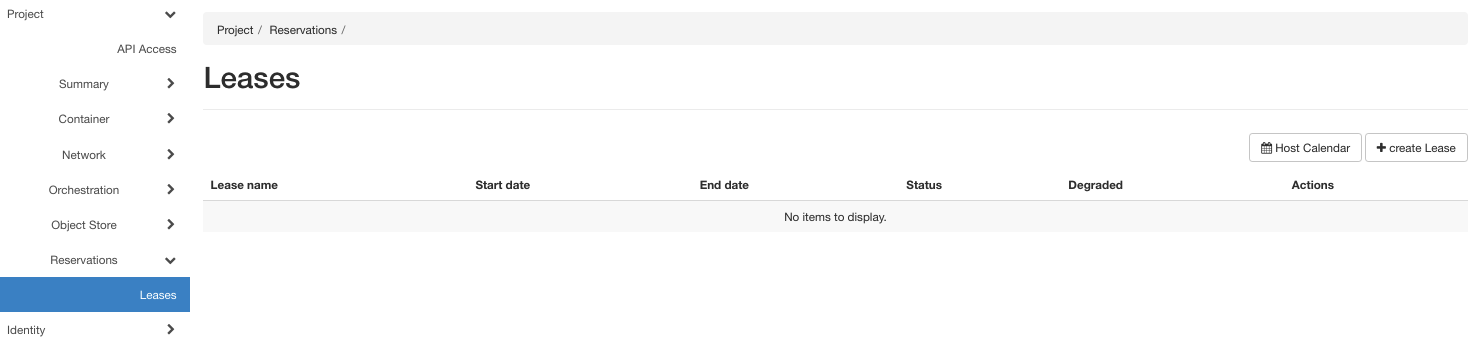 Project
API Access
Summary
Container
Network
Orchestration
Object Store
Reservations
Leases
Identity
Project / Reservations /
Leases
Host Calendar create Lease
Lease name Start date End date Status Degraded Actions
No items to display.